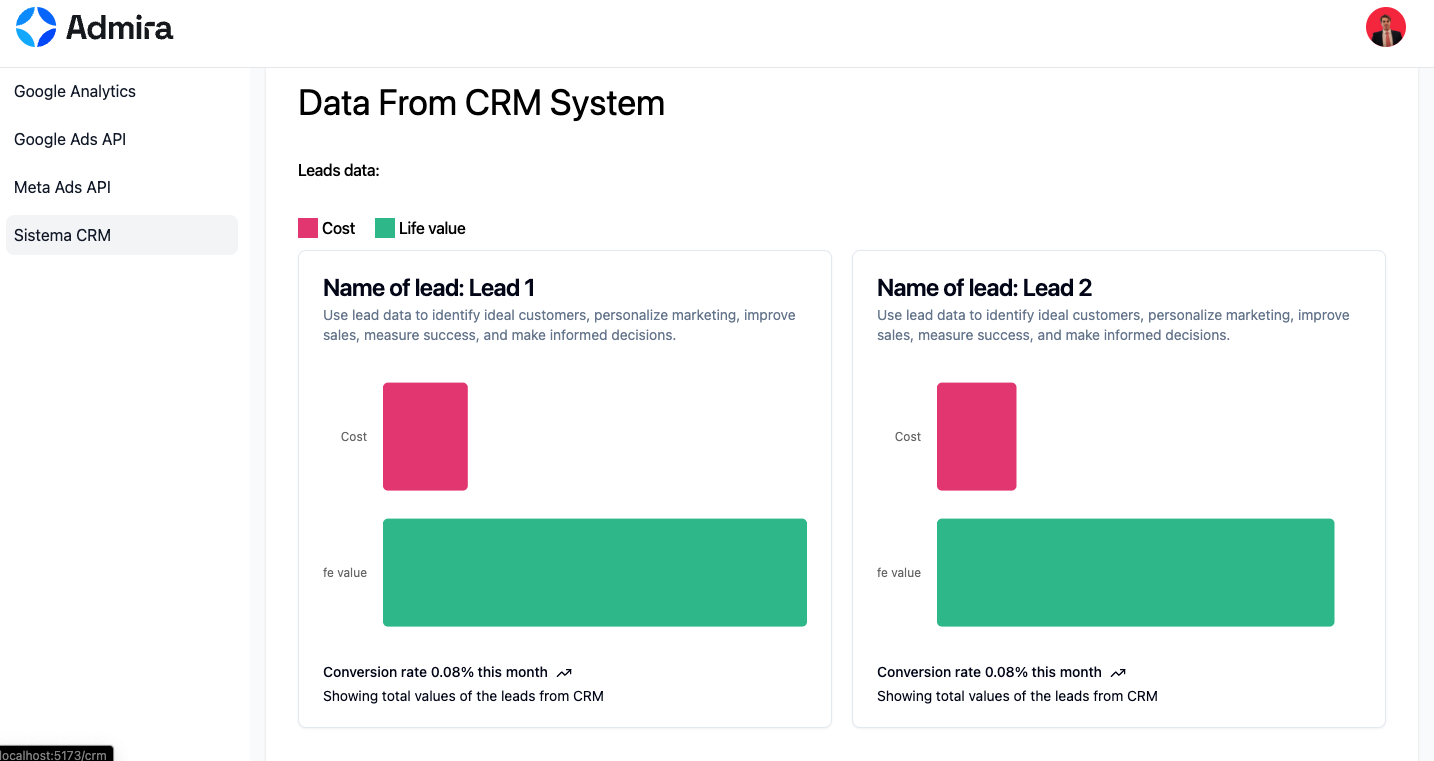 Admira
Google Analytics
Google Ads API
Meta Ads API
Sistema CRM
Data From CRM System
Leads data:
Cost Life value
Name of lead: Lead 1
Use lead data to identify ideal customers, personalize marketing, improve
sales, measure success, and make informed decisions.
Cost
fe value
Conversion rate 0.08% this month
Showing total values of the leads from CRM
Name of lead: Lead 2
Use lead data to identify ideal customers, personalize marketing, improve
sales, measure success, and make informed decisions.
Cost
fe value
Conversion rate 0.08% this month
Showing total values of the leads from CRM
localhost:5173/crm